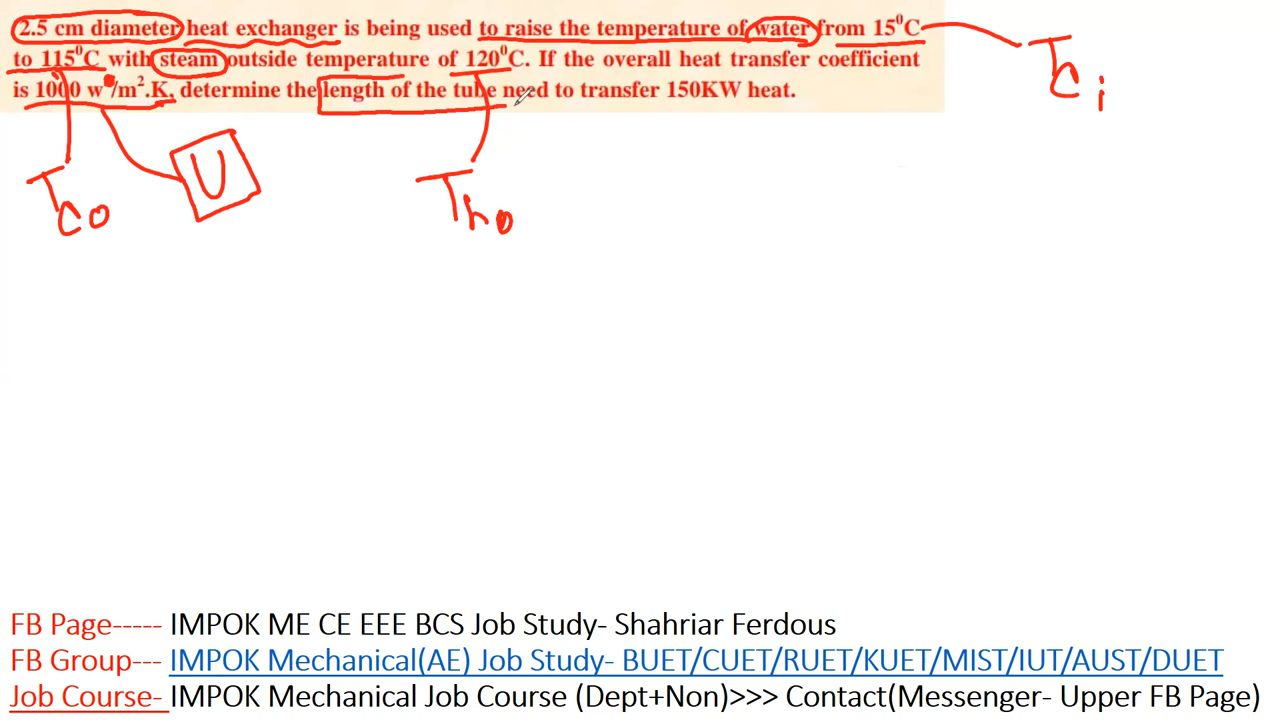 2.5 cm diameter heat exchanger is being used to raise the temperature of water from 15⁰C
to 115⁰C with steam outside temperature of 120⁰C. If the overall heat transfer coefficient
is 1000 w⁰/m².K, determine the length of the tube need to transfer 150KW heat.
Tci
Tco
U
Tho
FB Page----- IMPOK ME CE EEE BCS Job Study- Shahriar Ferdous
FB Group--- IMPOK Mechanical(AE) Job Study- BUET/CUET/RUET/KUET/MIST/IUT/AUST/DUET
Job Course- IMPOK Mechanical Job Course (Dept+Non)>>> Contact(Messenger- Upper FB Page)